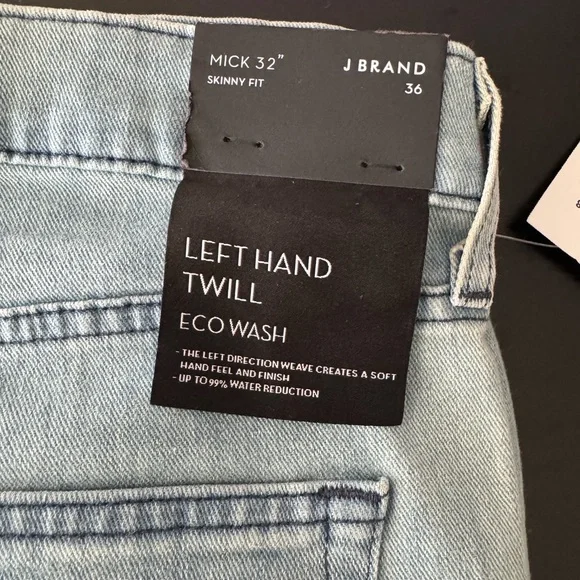 MICK 32"
SKINNY FIT
J BRAND
36
LEFT HAND
TWILL
ECO WASH
- THE LEFT DIRECTION WEAVE CREATES A SOFT
HAND FEEL AND FINISH
- UP TO 99% WATER REDUCTION